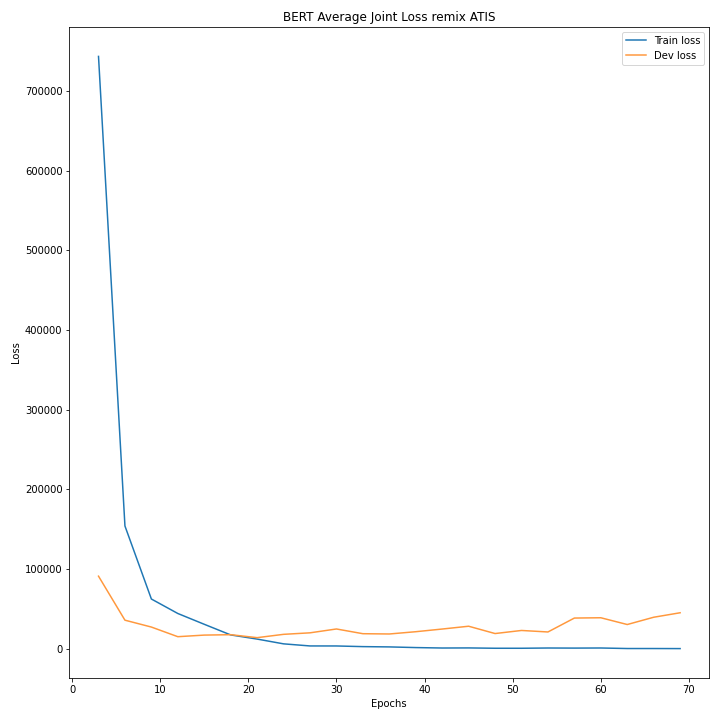 BERT Average Joint Loss remix ATIS
Train loss
Dev loss
700000
600000
500000
400000
300000
200000
100000
0
Loss
0 10 20 30 40 50 60 70
Epochs